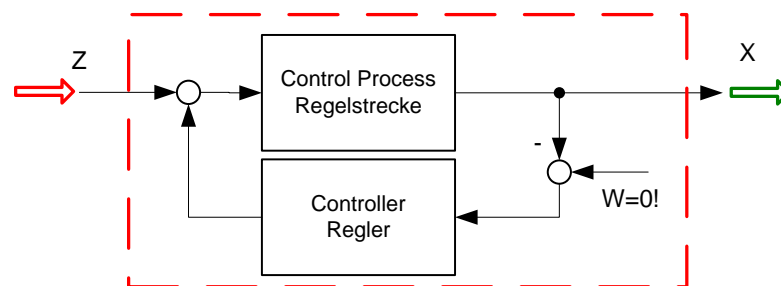 Z
X
Control Process
Regelstrecke
-
W=0!
Controller
Regler